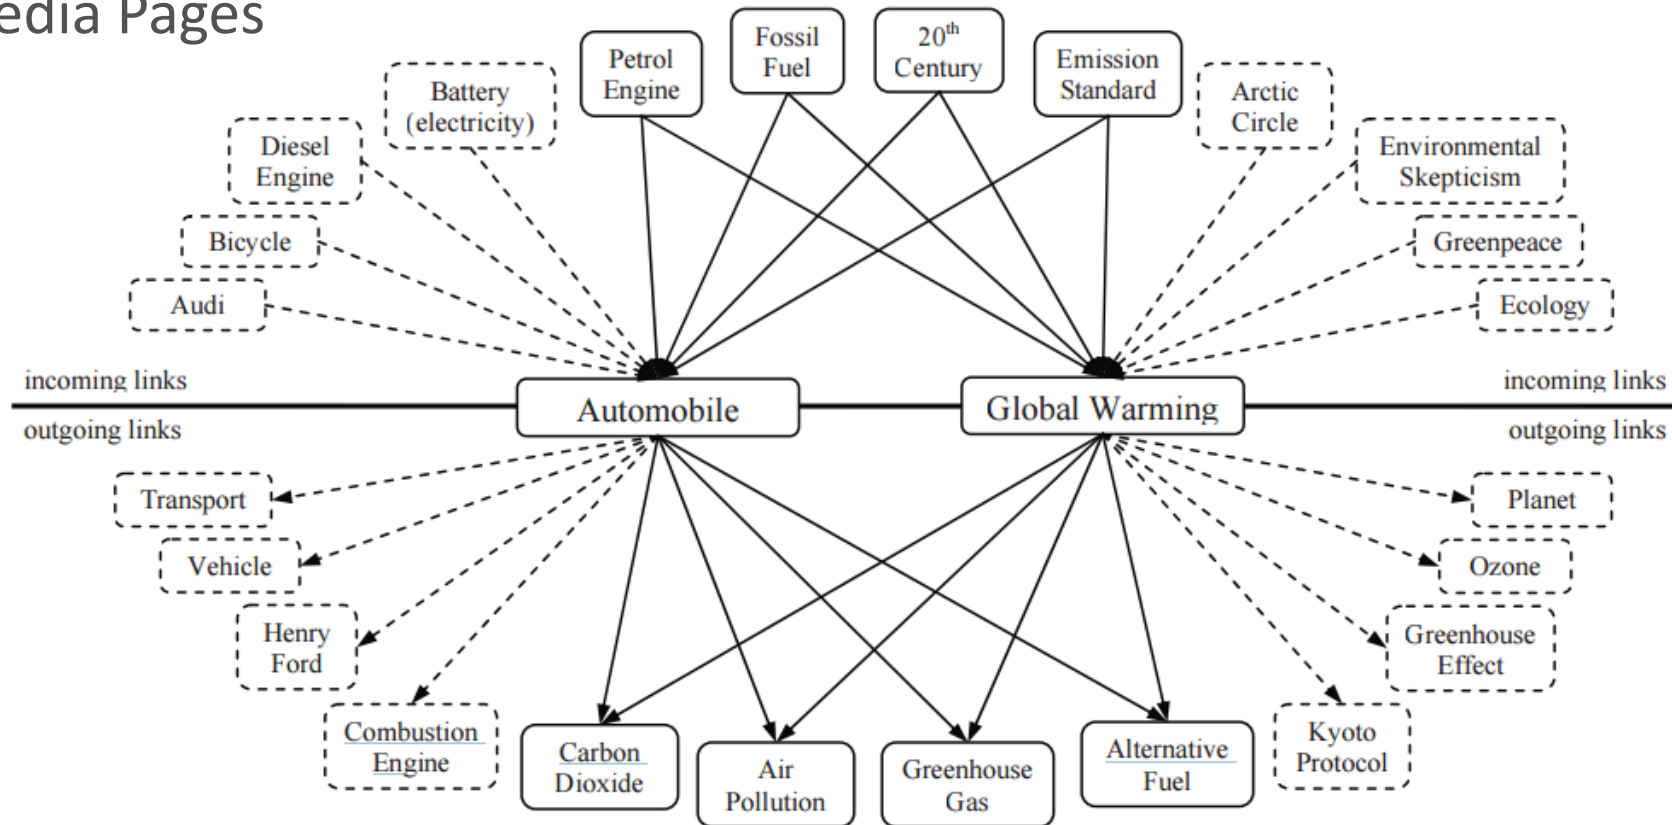 edia Pages
Fossil
Fuel
20th
Century
Petrol
Engine
Emission
Standard
Battery
(electricity)
Arctic
Circle
Diesel
Engine
Environmental
Skepticism
Bicycle
Greenpeace
Audi
Ecology
incoming links
incoming links
Automobile
Global Warming
outgoing links
outgoing links
Transport
Planet
Vehicle
Ozone
Henry
Ford
Greenhouse
Effect
Combustion
Engine
Carbon
Dioxide
Air
Pollution
Greenhouse
Gas
Alternative
Fuel
Kyoto
Protocol